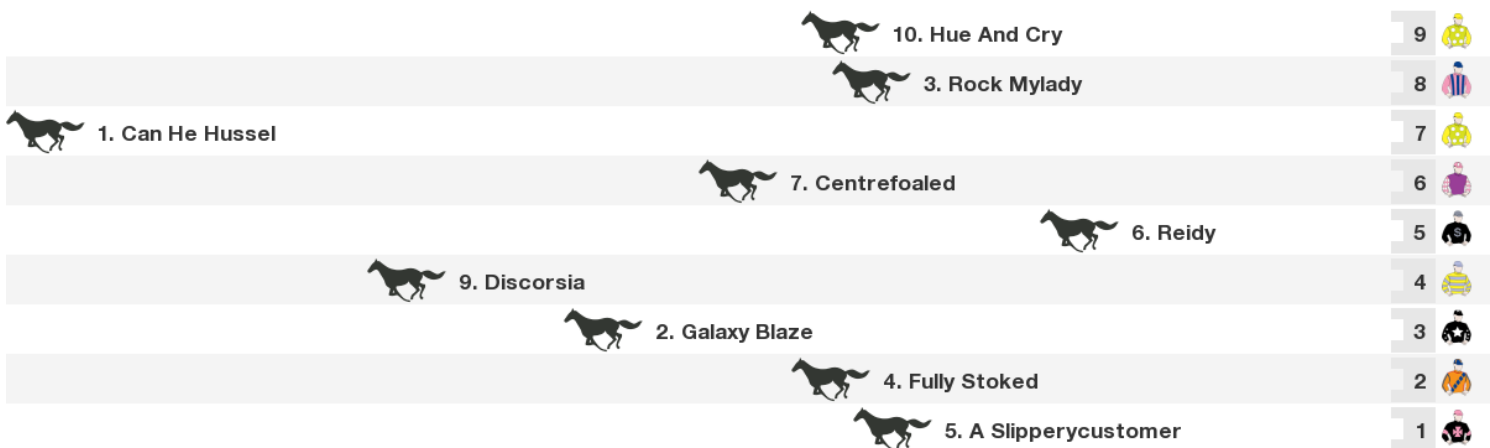 10. Hue And Cry 9
3. Rock Mylady 8
1. Can He Hussel 7
7. Centrefoaled 6
6. Reidy 5 S
9. Discorsia 4
2. Galaxy Blaze 3
4. Fully Stoked 2
5. A Slipperycustomer 1